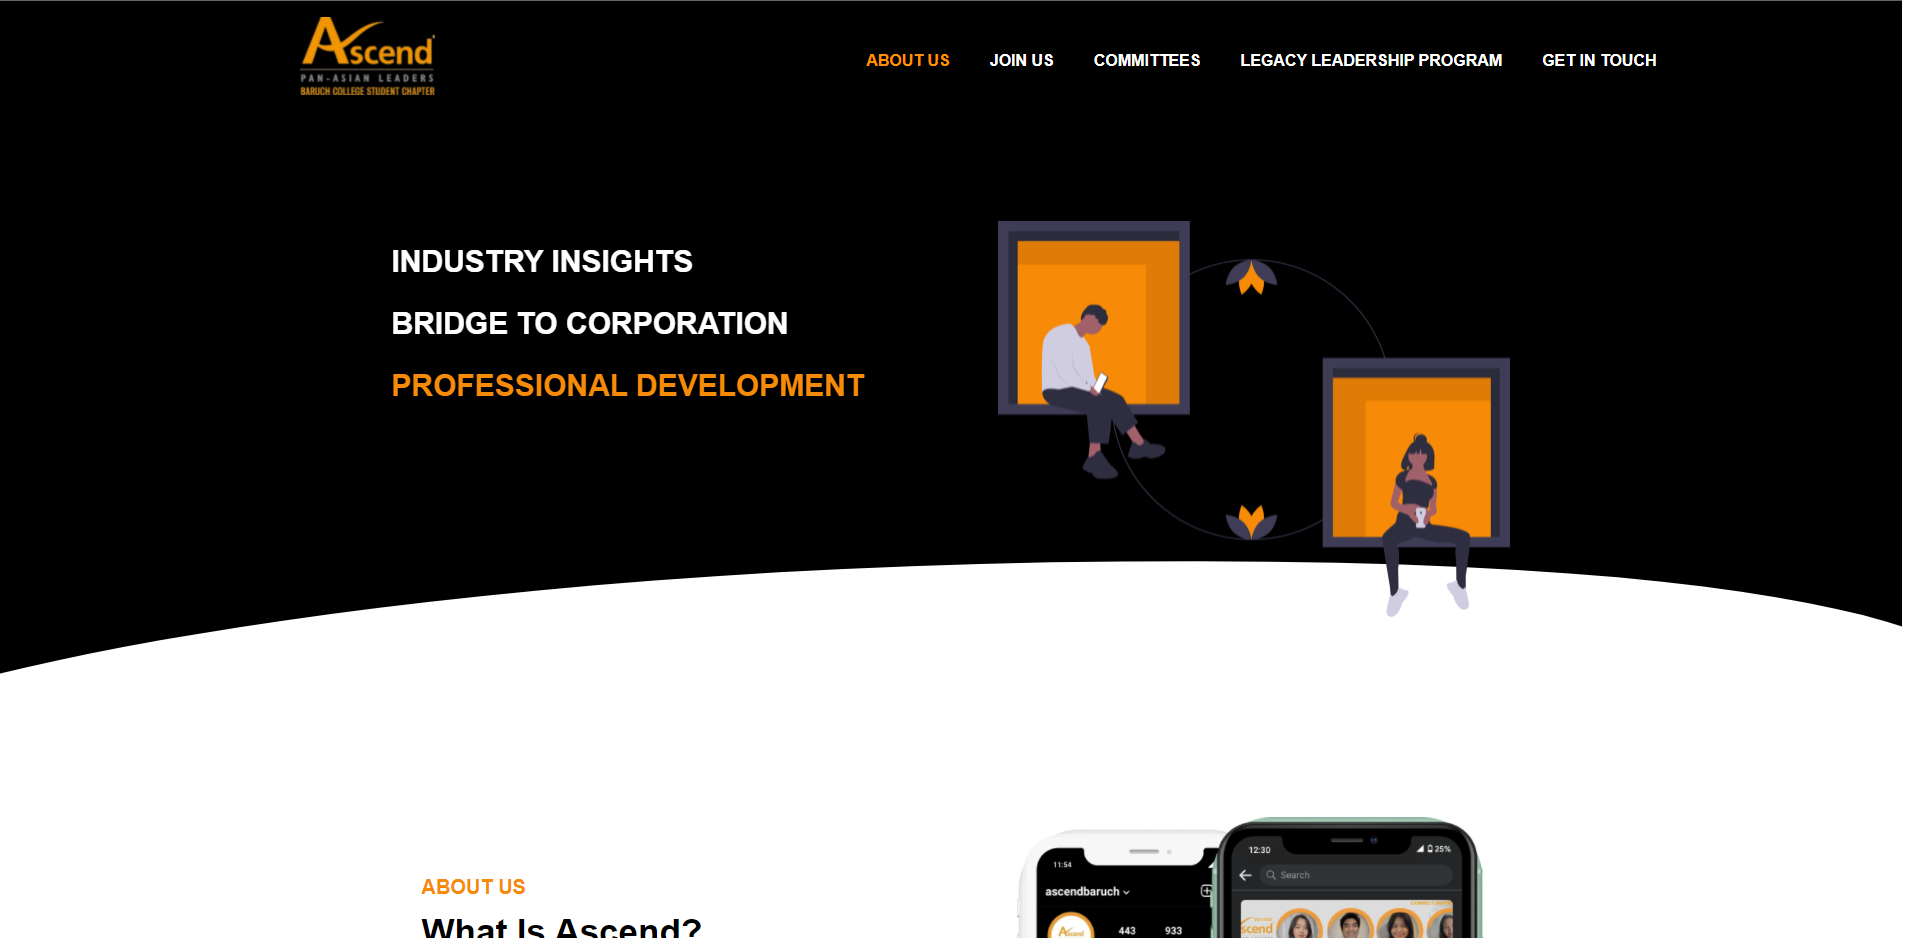 Ascend
PAN-ASIAN LEADERS
BARUCH COLLEGE STUDENT CHAPTER
ABOUT US
JOIN US
COMMITTEES
LEGACY LEADERSHIP PROGRAM
GET IN TOUCH
INDUSTRY INSIGHTS
BRIDGE TO CORPORATION
PROFESSIONAL DEVELOPMENT
ABOUT US
What Is Ascend?
11:54
ascendbaruch
Ascend
443
933
12:30
25%
Search
scend